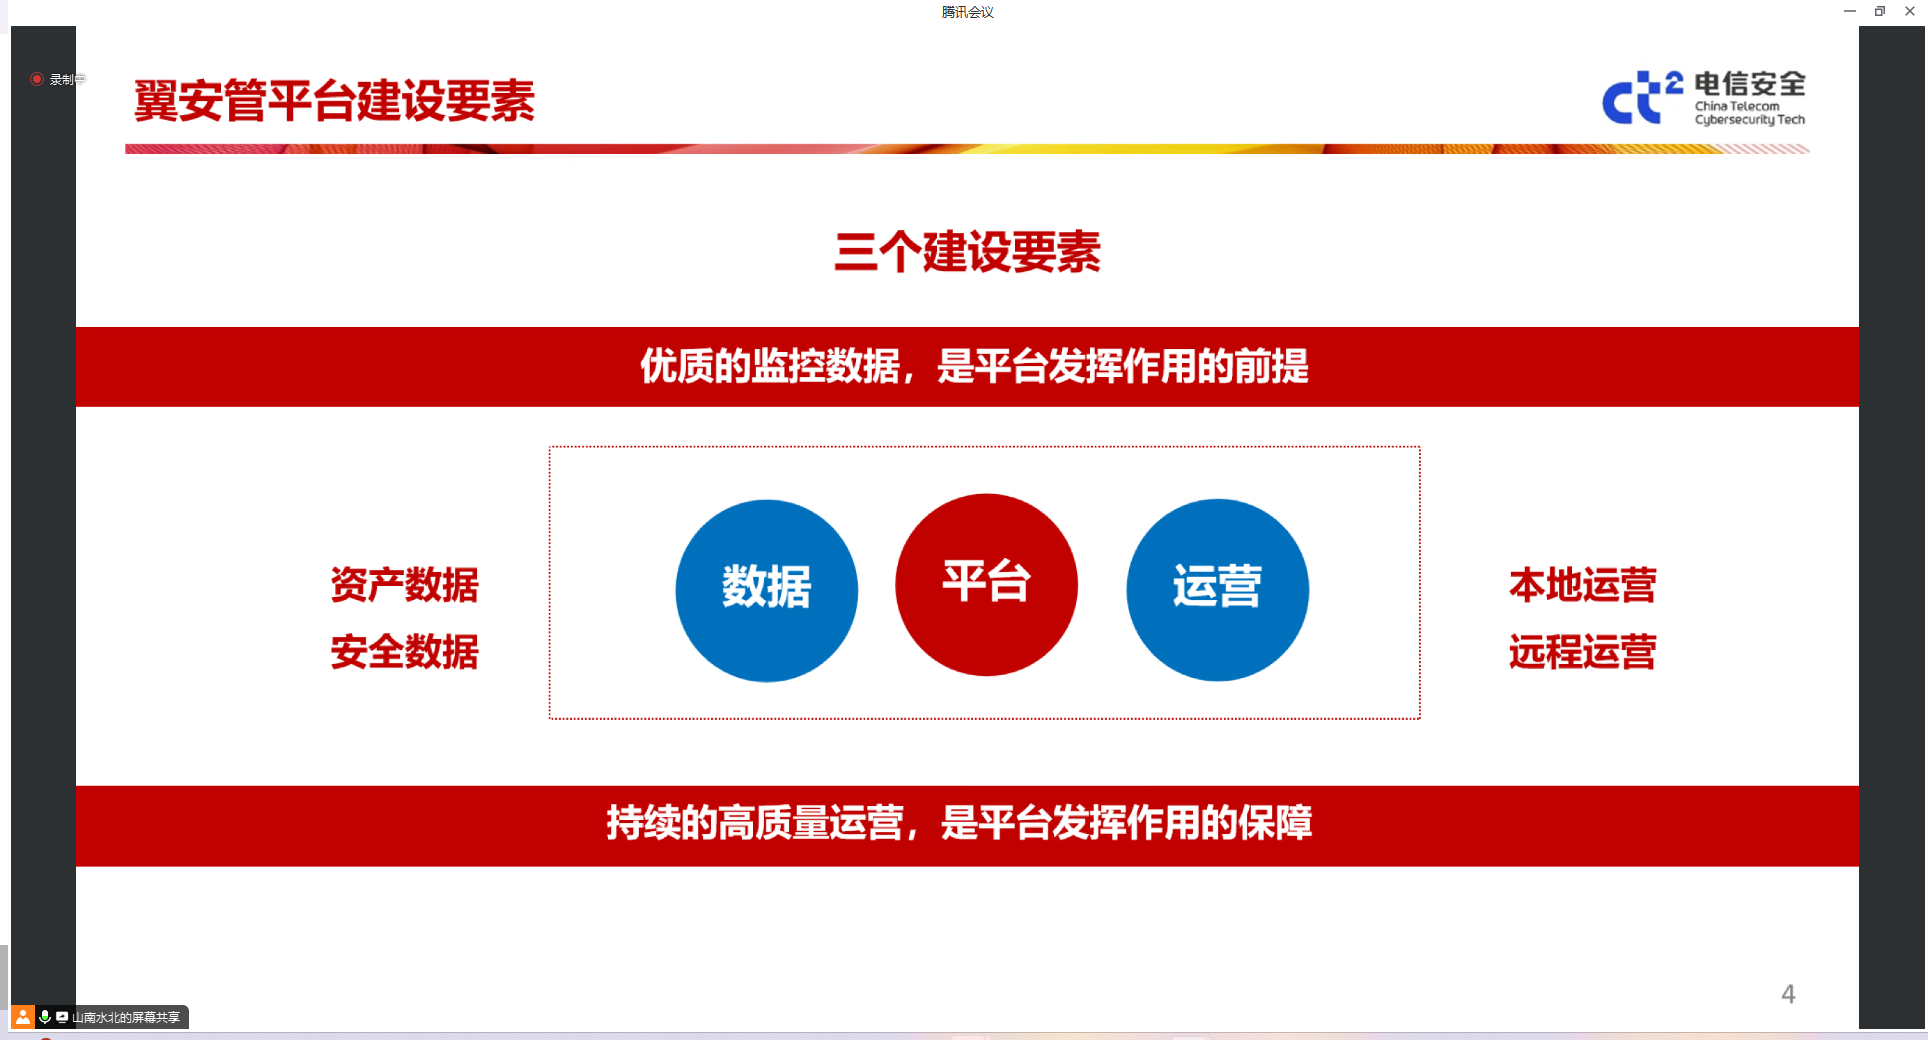 腾讯会议
录制中
翼安管平台建设要素
ct² 电信安全
China Telecom
Cybersecurity Tech
三个建设要素
优质的监控数据，是平台发挥作用的前提
资产数据
安全数据
数据
平台
运营
本地运营
远程运营
持续的高质量运营，是平台发挥作用的保障
4
山南水北的屏幕共享